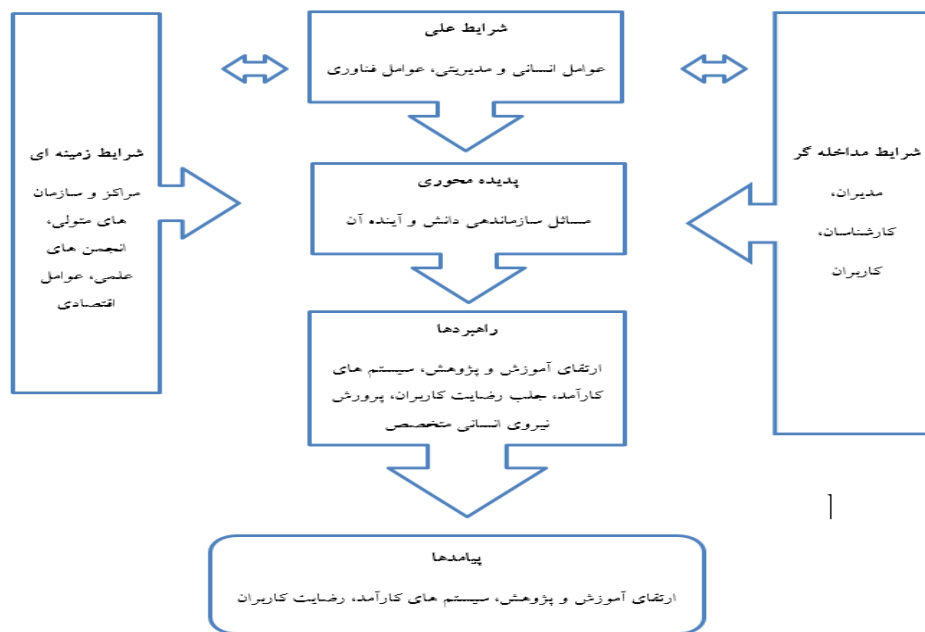 شرایط علی
عوامل انسانی و مدیریتی، عوامل فناوری
شرایط مداخله گر
مدیران،
کارشناسان،
کاربران
شرایط زمینه ای
مراکز و سازمان
های متولی،
انجمن های
علمی، عوامل
اقتصادی
پدیده محوری
مسائل سازماندهی دانش و آینده آن
راهبردها
ارتقای آموزش و پژوهش، سیستم های
کارآمد، جلب رضایت کاربران، پرورش
نیروی انسانی متخصص
پیامدها
ارتقای آموزش و پژوهش، سیستم های کارآمد، رضایت کاربران